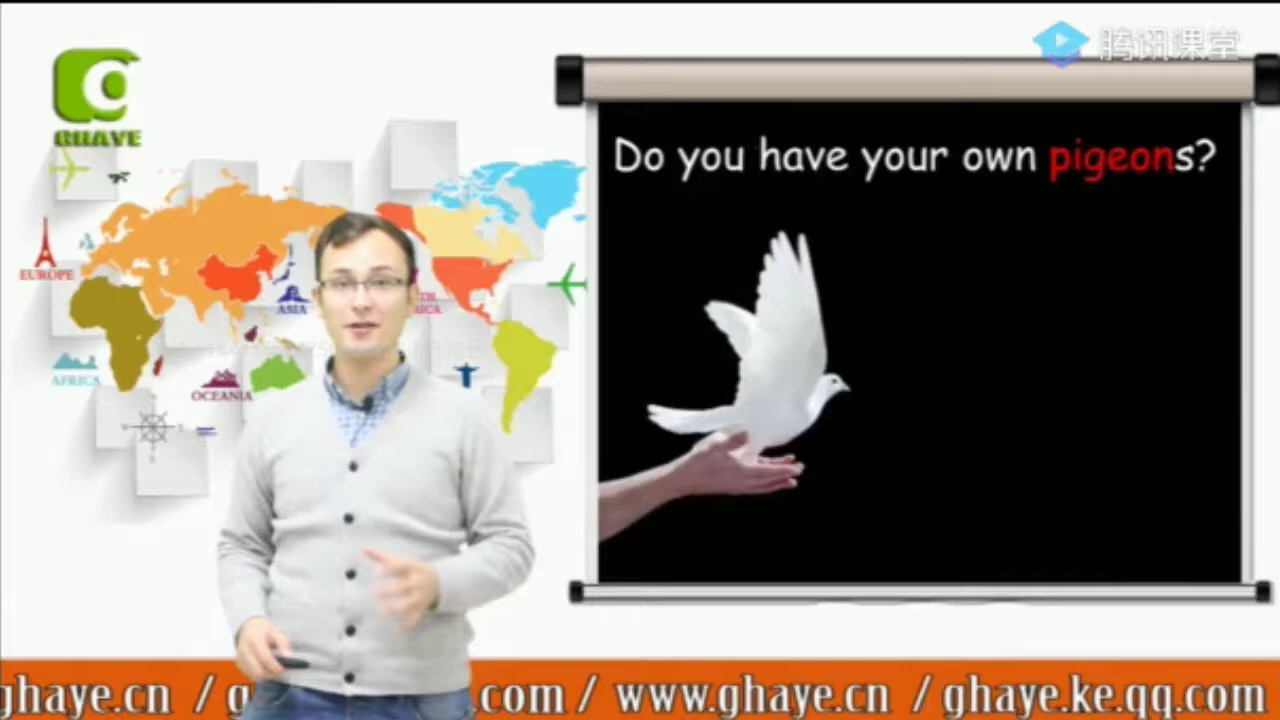 腾讯课堂
GHAYE
Do you have your own pigeons?
EUROPE
ASIA
AFRICA
OCEANIA
ghaye.cn / g .com / www.ghaye.cn / ghaye.ke.qq.com